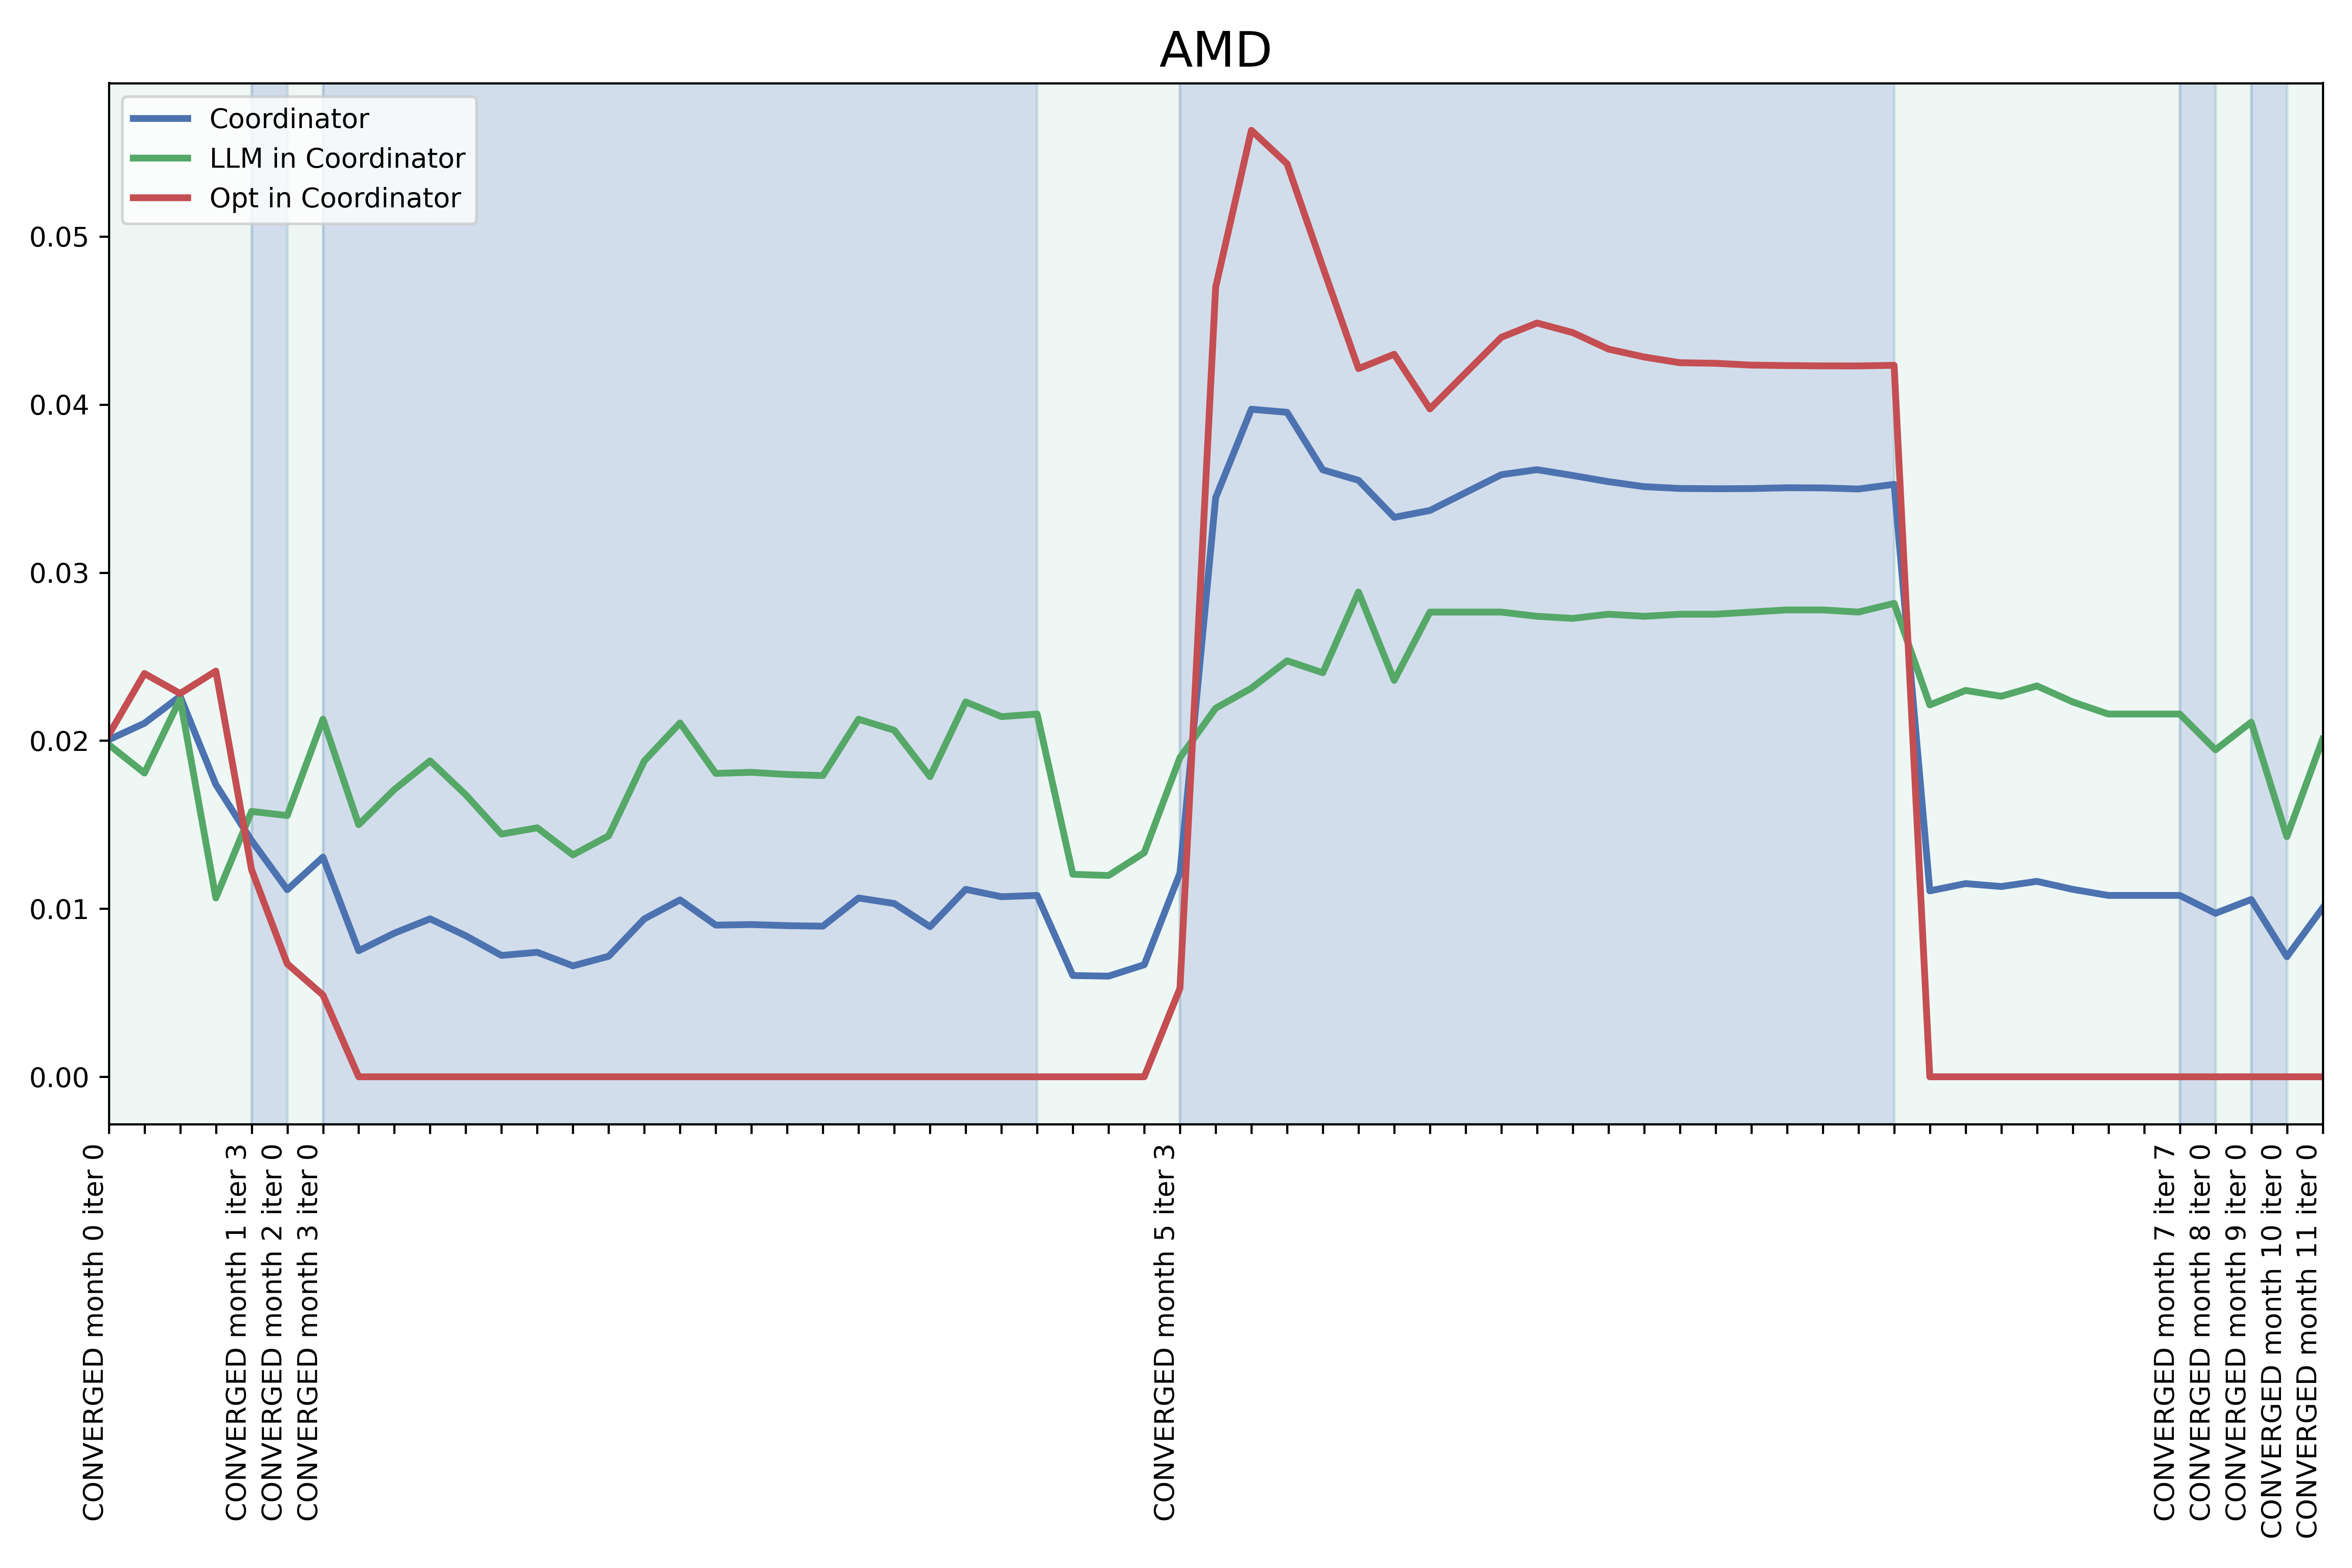 AMD
Coordinator
LLM in Coordinator
Opt in Coordinator
0.05
0.04
0.03
0.02
0.01
0.00
CONVERGED month 0 iter 0
CONVERGED month 1 iter 3
CONVERGED month 2 iter 0
CONVERGED month 3 iter 0
CONVERGED month 5 iter 3
CONVERGED month 7 iter 7
CONVERGED month 8 iter 0
CONVERGED month 9 iter 0
CONVERGED month 10 iter 0
CONVERGED month 11 iter 0